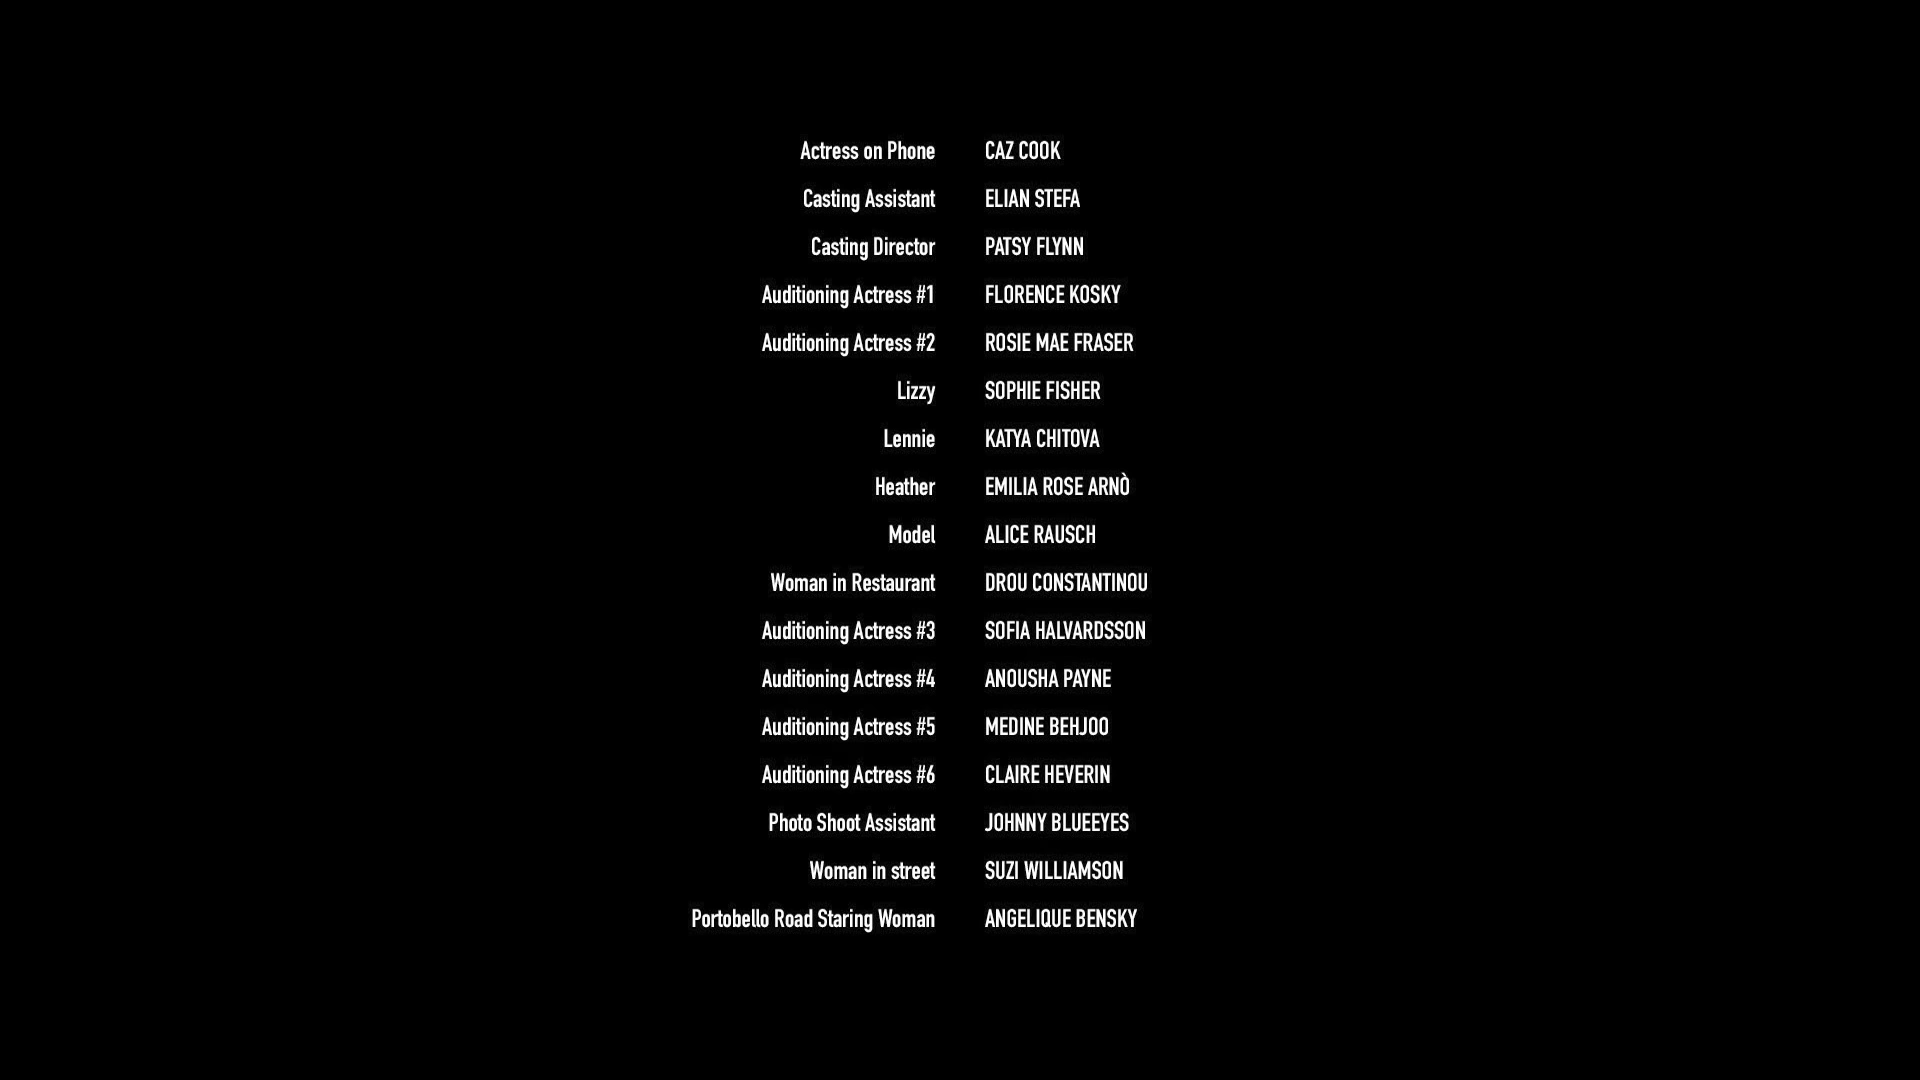 Actress on Phone CAZ COOK
Casting Assistant ELIAN STEFA
Casting Director PATSY FLYNN
Auditioning Actress #1 FLORENCE KOSKY
Auditioning Actress #2 ROSIE MAE FRASER
Lizzy SOPHIE FISHER
Lennie KATYA CHITOVA
Heather EMILIA ROSE ARNÒ
Model ALICE RAUSCH
Woman in Restaurant DROU CONSTANTINOU
Auditioning Actress #3 SOFIA HALVARDSSON
Auditioning Actress #4 ANOUSHA PAYNE
Auditioning Actress #5 MEDINE BEHJOO
Auditioning Actress #6 CLAIRE HEVERIN
Photo Shoot Assistant JOHNNY BLUEEYES
Woman in street SUZI WILLIAMSON
Portobello Road Staring Woman ANGELIQUE BENSKY